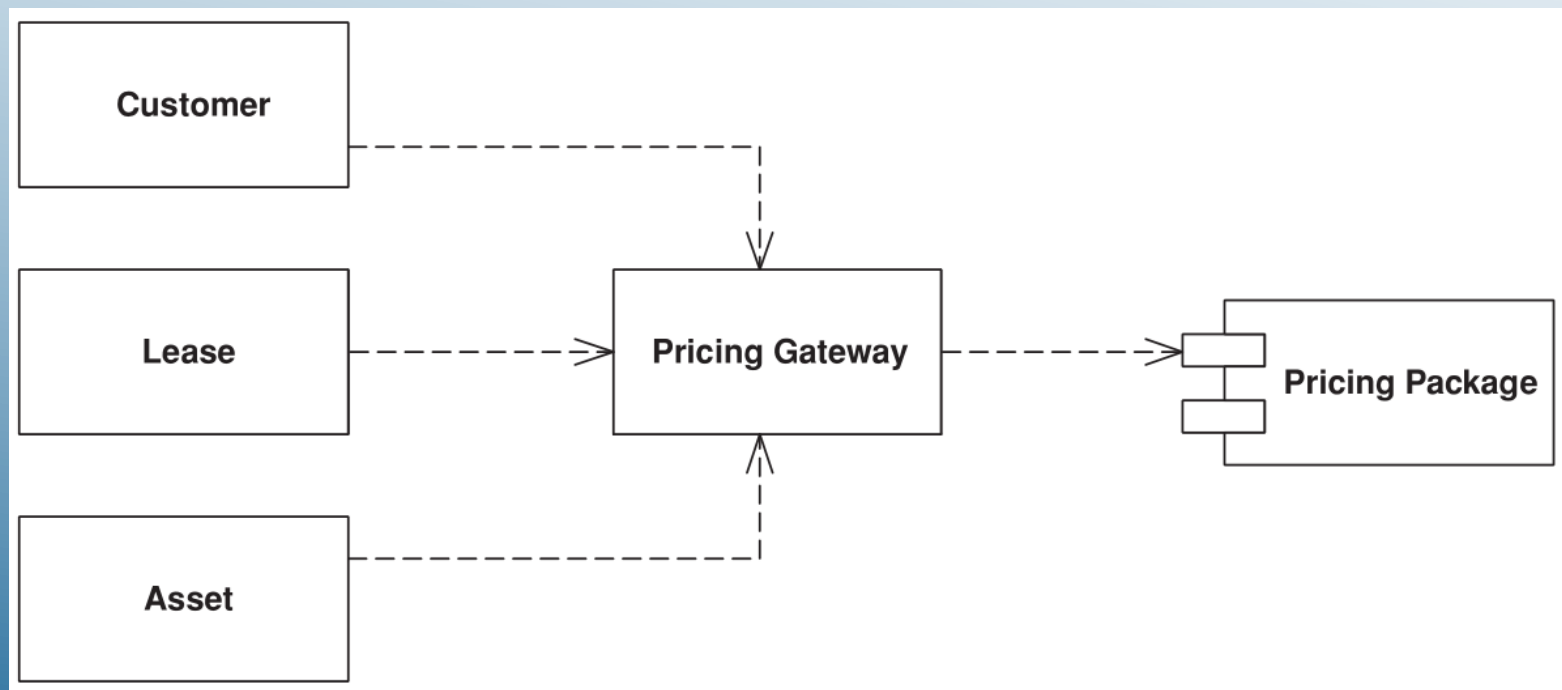 Customer
Lease
Pricing Gateway
Pricing Package
Asset